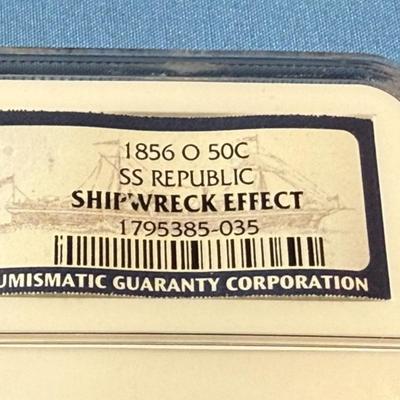 1856 O 50C
SS REPUBLIC
SHIPWRECK EFFECT
1795385-035
UMISMATIC GUARANTY CORPORATION